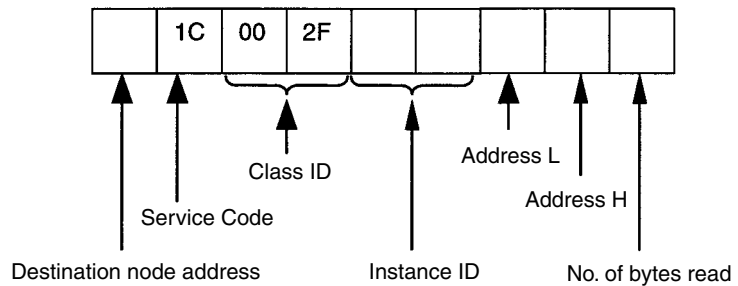 1C 00 2F
Address L
Class ID
Address H
Service Code
Destination node address Instance ID No. of bytes read